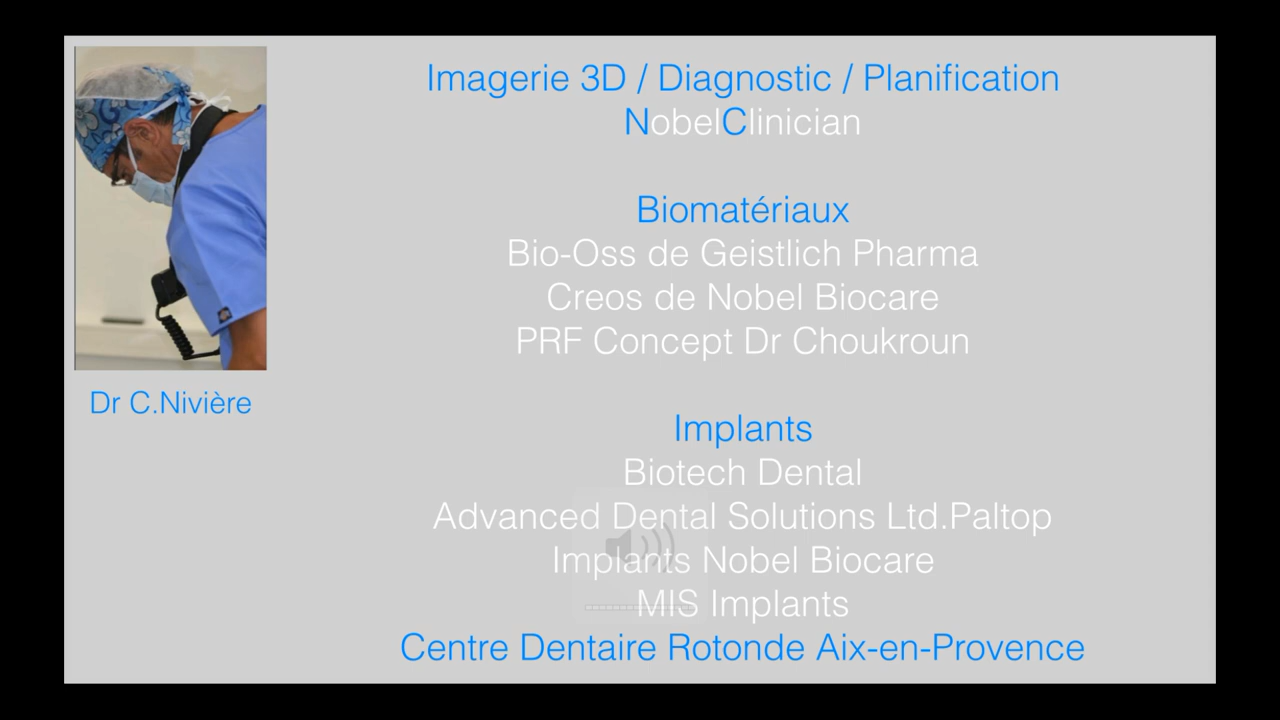 Imagerie 3D / Diagnostic / Planification
NobelClinician
Biomatériaux
Bio-Oss de Geistlich Pharma
Creos de Nobel Biocare
PRF Concept Dr Choukroun
Dr C.Nivière
Implants
Biotech Dental
Advanced Dental Solutions Ltd.Paltop
Implants Nobel Biocare
MIS Implants
Centre Dentaire Rotonde Aix-en-Provence